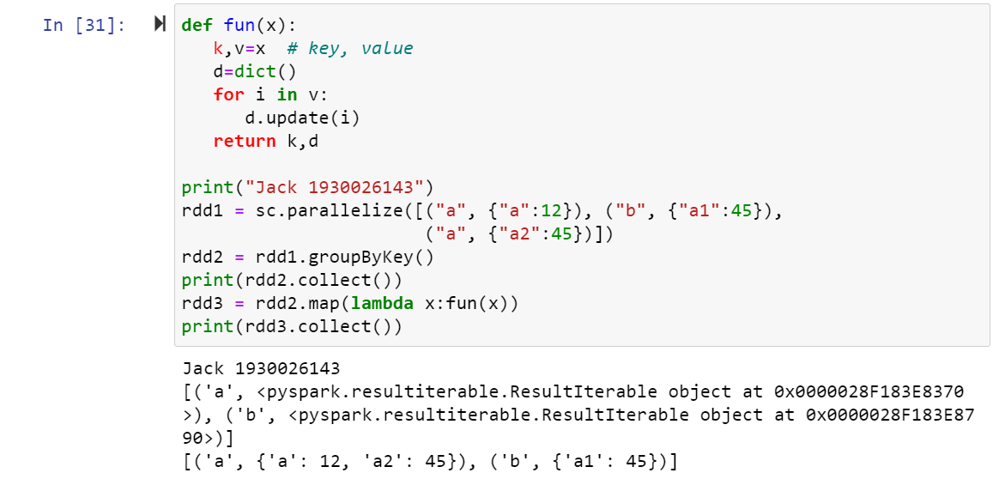 In [31]:
def fun(x):
   k,v=x  # key, value
   d=dict()
   for i in v:
      d.update(i)
   return k,d

print("Jack 1930026143")
rdd1 = sc.parallelize([("a", {"a":12}), ("b", {"a1":45}),
                       ("a", {"a2":45})])
rdd2 = rdd1.groupByKey()
print(rdd2.collect())
rdd3 = rdd2.map(lambda x:fun(x))
print(rdd3.collect())
Jack 1930026143
[('a', <pyspark.resultiterable.ResultIterable object at 0x0000028F183E8370
>), ('b', <pyspark.resultiterable.ResultIterable object at 0x0000028F183E87
90>)]
[('a', {'a': 12, 'a2': 45}), ('b', {'a1': 45})]